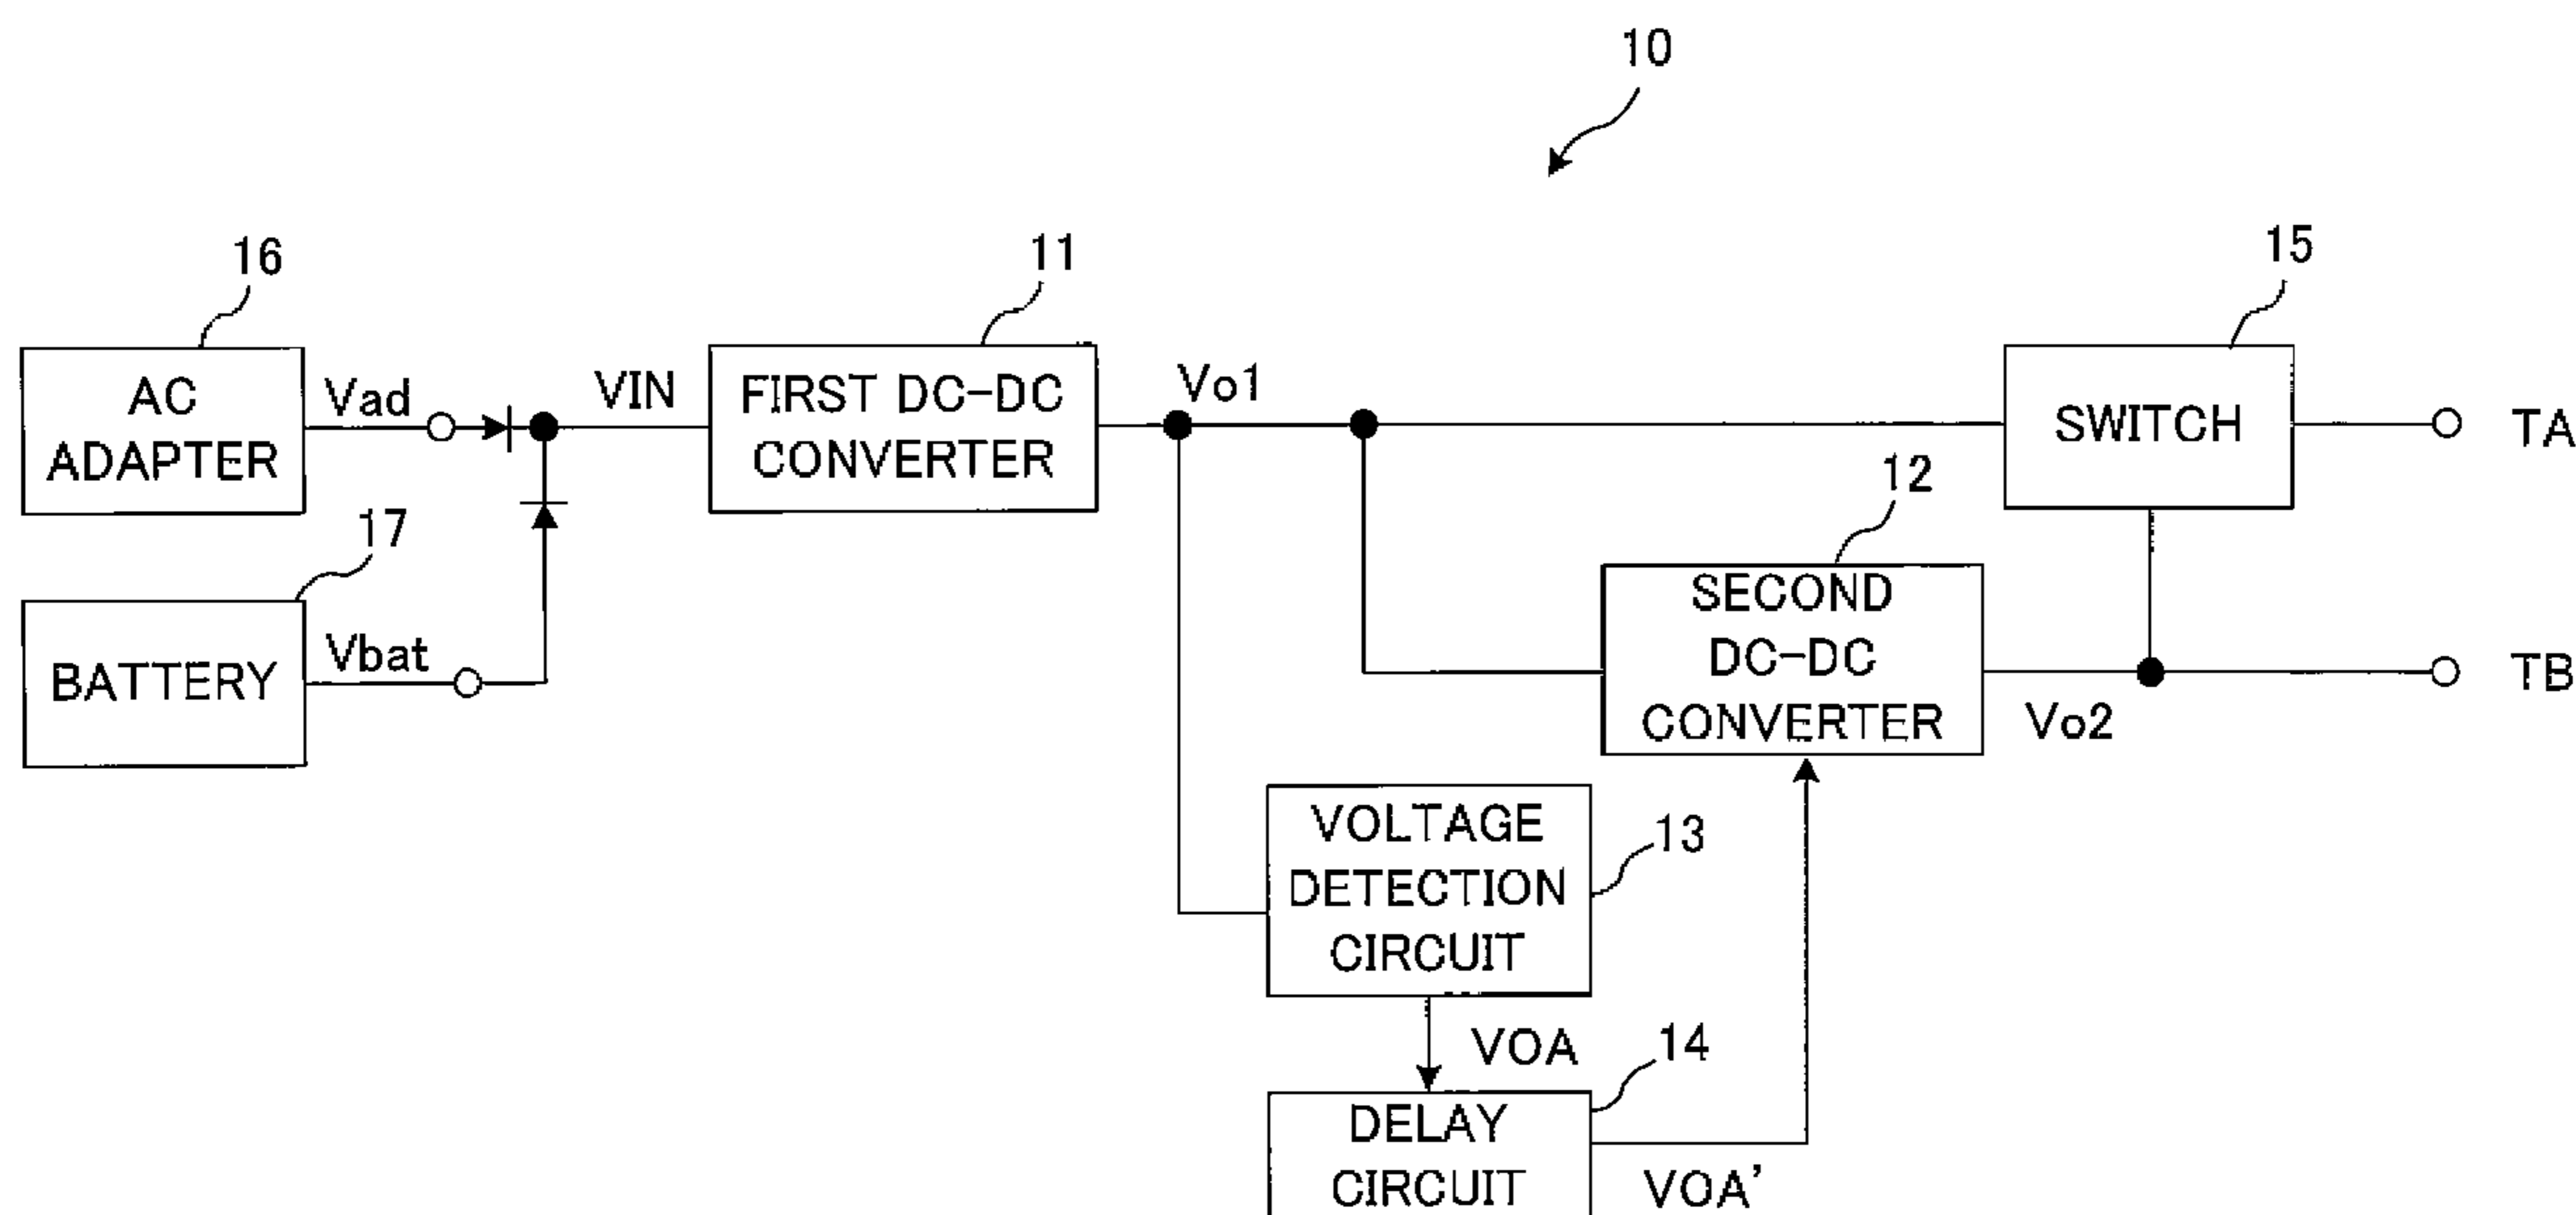 10
16
11
15
AC
ADAPTER
Vad
VIN
FIRST DC-DC
CONVERTER
Vo1
SWITCH
TA
12
17
BATTERY
Vbat
SECOND
DC-DC
CONVERTER
Vo2
TB
VOLTAGE
DETECTION
CIRCUIT
13
VOA
14
DELAY
CIRCUIT
VOA'